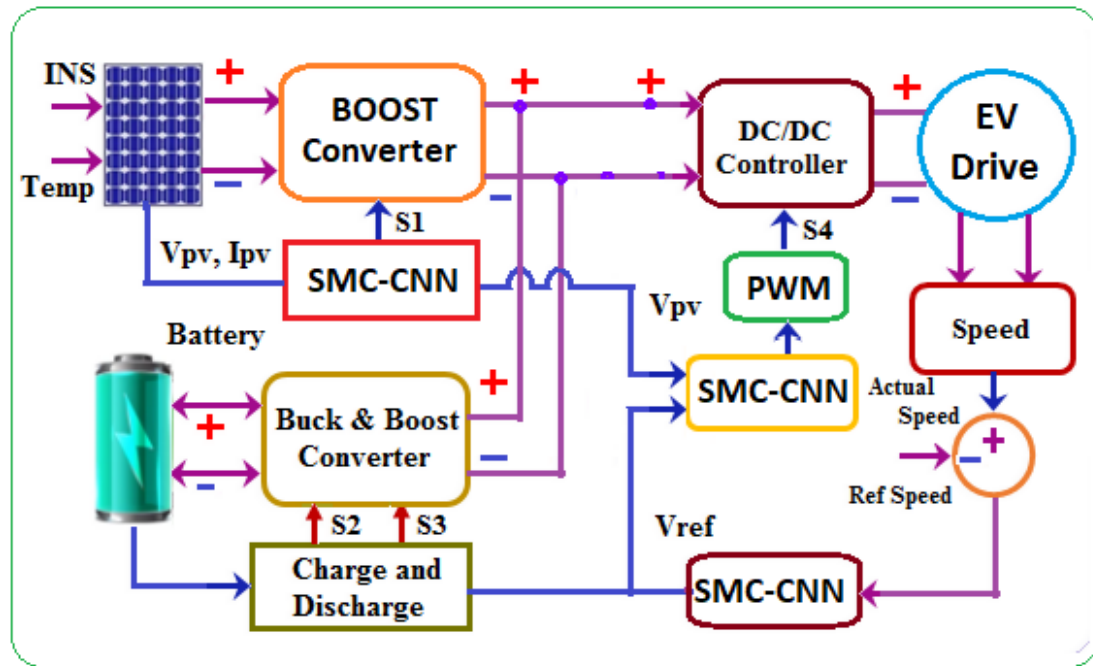 INS
Temp
+
−
BOOST
Converter
+
−
+
DC/DC
Controller
+
−
EV
Drive
S1
Vpv, Ipv
SMC-CNN
S4
PWM
Vpv
Speed
Battery
SMC-CNN
Actual
Speed
+
−
Ref Speed
+
−
Buck & Boost
Converter
+
−
S2
S3
Vref
Charge and
Discharge
SMC-CNN